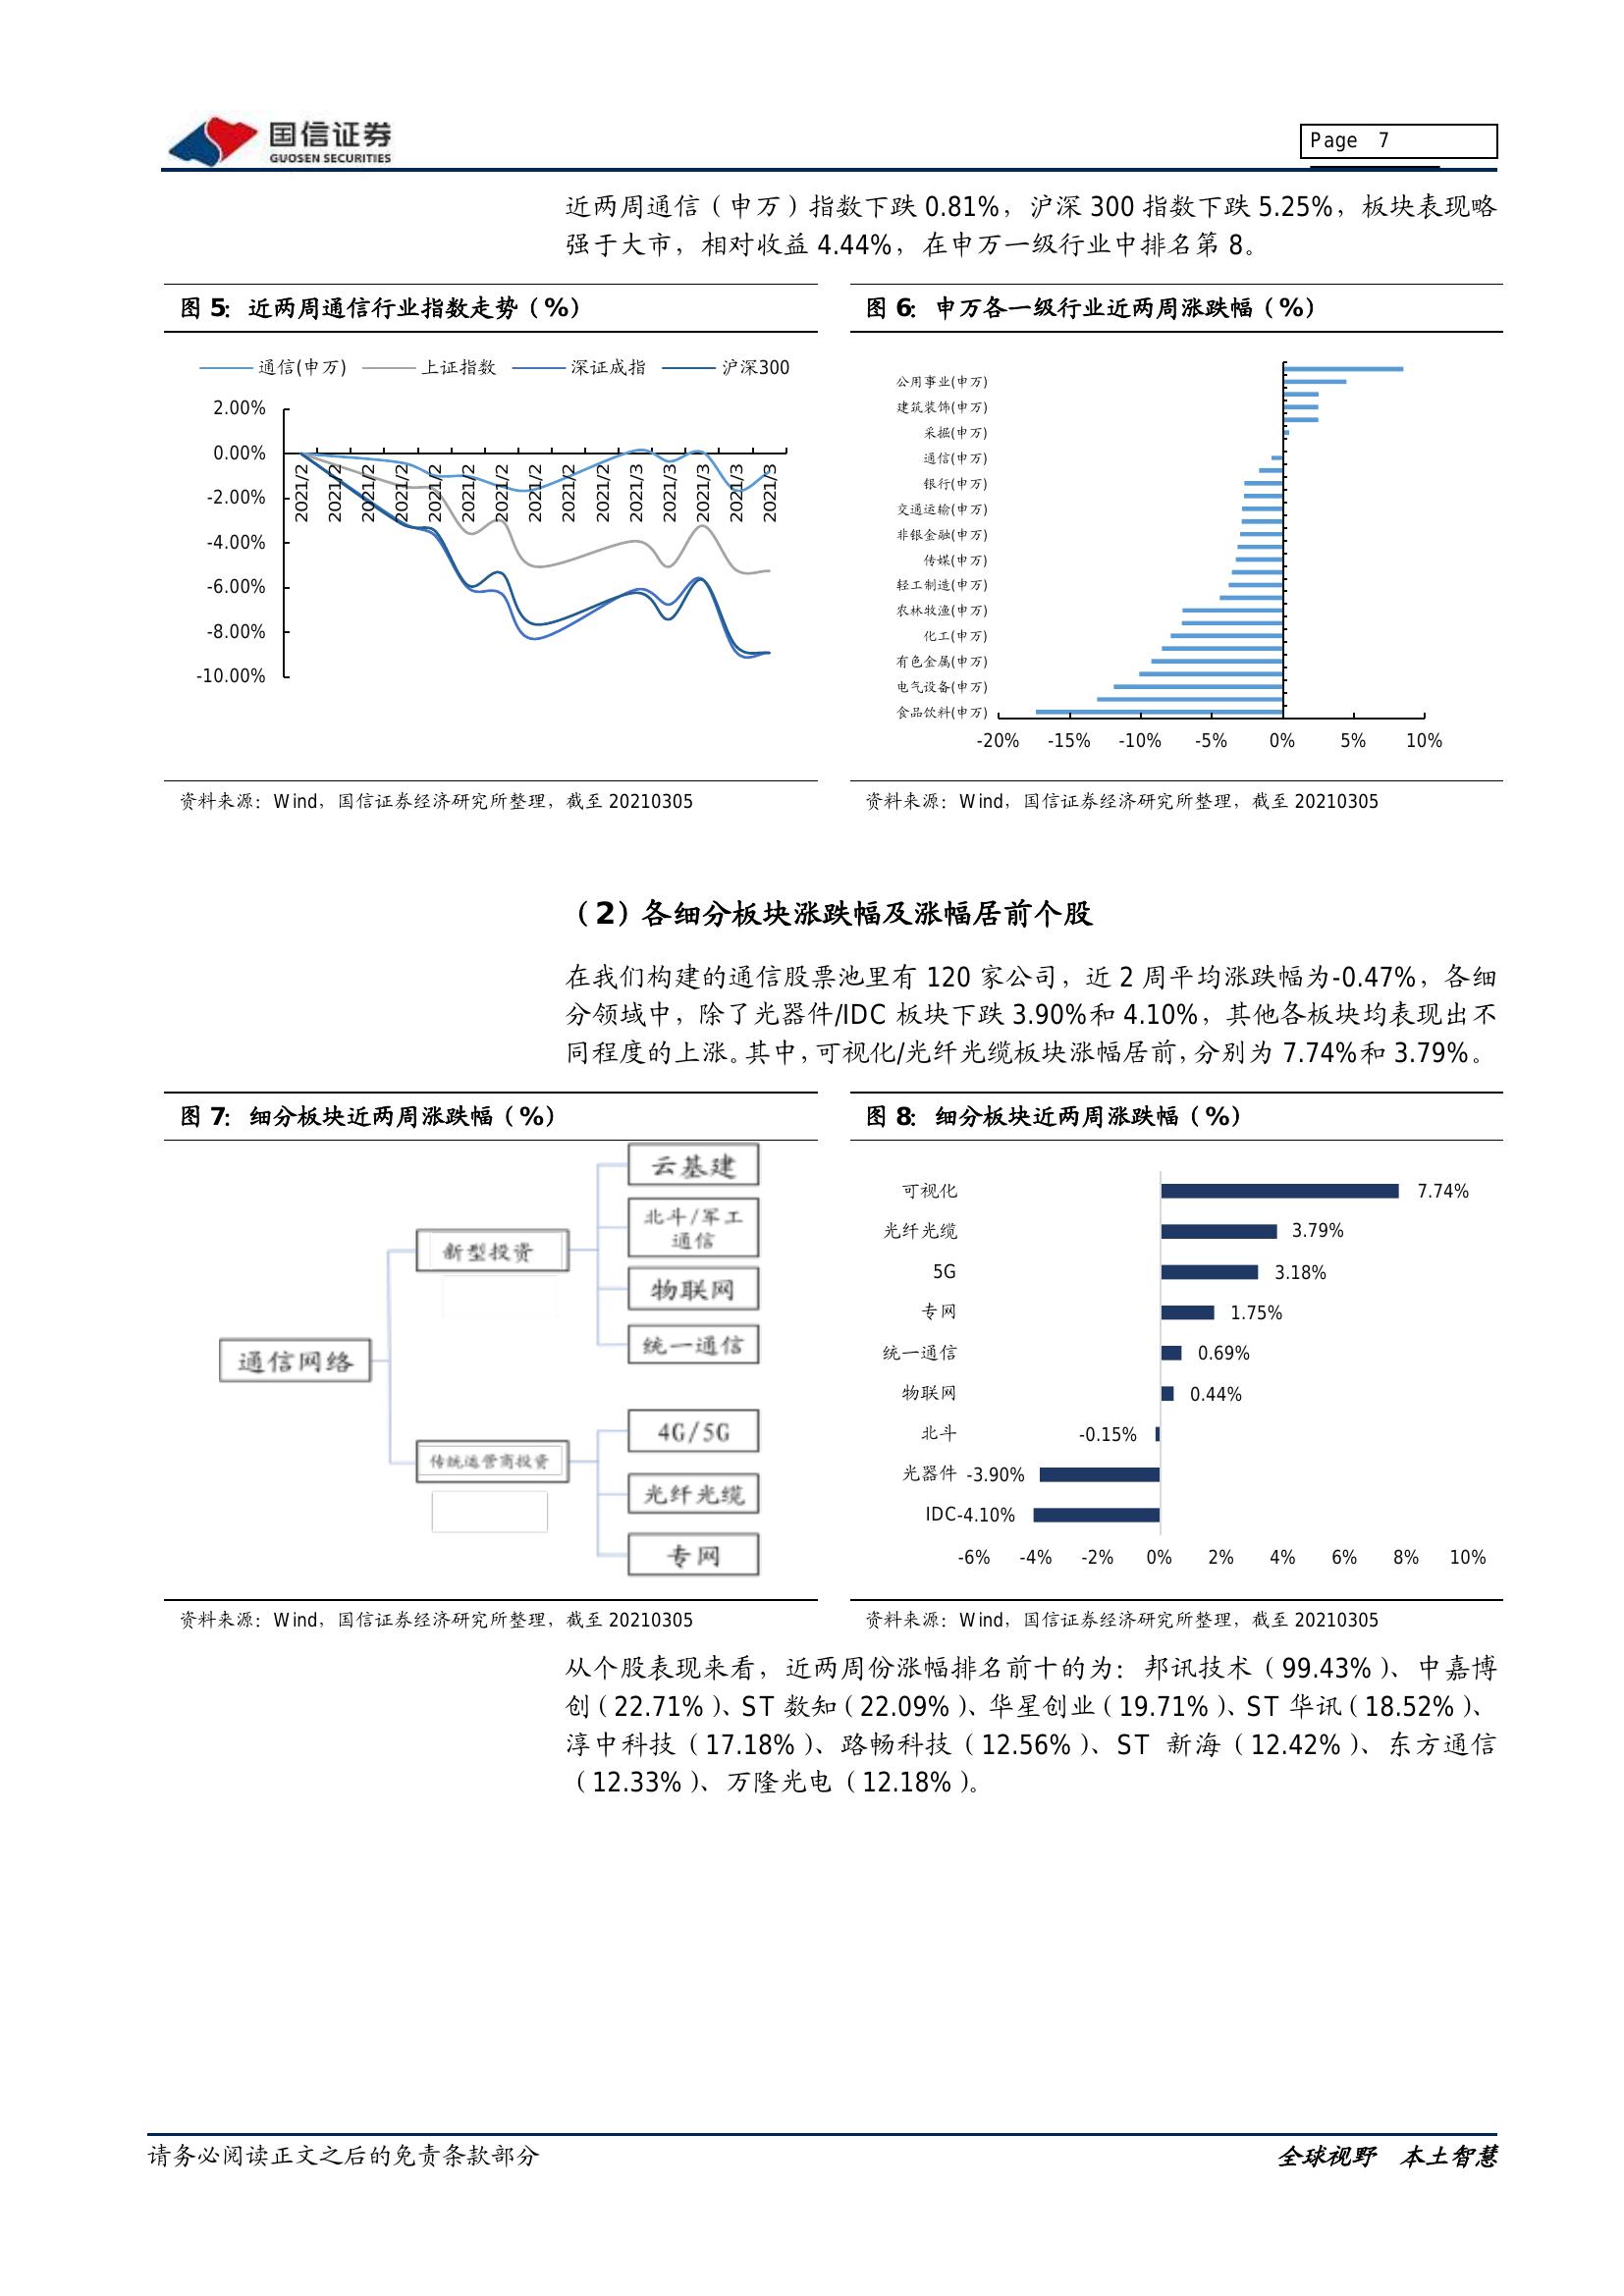 国信证券
GUOSEN SECURITIES
Page 7
近两周通信（申万）指数下跌 0.81%，沪深 300 指数下跌 5.25%，板块表现略
强于大市，相对收益 4.44%，在申万一级行业中排名第 8。
图 5：近两周通信行业指数走势（%）
通信(申万) 上证指数 深证成指 沪深300
2.00%
0.00%
-2.00%
-4.00%
-6.00%
-8.00%
-10.00%
2021/2 2021/2 2021/2 2021/2 2021/2 2021/2 2021/2 2021/2 2021/2 2021/2 2021/3 2021/3 2021/3 2021/3 2021/3
资料来源：Wind，国信证券经济研究所整理，截至 20210305
图 6：申万各一级行业近两周涨跌幅（%）
公用事业(申万)
建筑装饰(申万)
采掘(申万)
通信(申万)
银行(申万)
交通运输(申万)
非银金融(申万)
传媒(申万)
轻工制造(申万)
农林牧渔(申万)
化工(申万)
有色金属(申万)
电气设备(申万)
食品饮料(申万)
-20% -15% -10% -5% 0% 5% 10%
资料来源：Wind，国信证券经济研究所整理，截至 20210305
（2）各细分板块涨跌幅及涨幅居前个股
在我们构建的通信股票池里有 120 家公司，近 2 周平均涨跌幅为-0.47%，各细
分领域中，除了光器件/IDC 板块下跌 3.90%和 4.10%，其他各板块均表现出不
同程度的上涨。其中，可视化/光纤光缆板块涨幅居前，分别为 7.74%和 3.79%。
图 7：细分板块近两周涨跌幅（%）
通信网络
新型投资
云基建
北斗/军工
通信
物联网
统一通信
传统运营商投资
4G/5G
光纤光缆
专网
资料来源：Wind，国信证券经济研究所整理，截至 20210305
图 8：细分板块近两周涨跌幅（%）
可视化 7.74%
光纤光缆 3.79%
5G 3.18%
专网 1.75%
统一通信 0.69%
物联网 0.44%
北斗 -0.15%
光器件 -3.90%
IDC -4.10%
-6% -4% -2% 0% 2% 4% 6% 8% 10%
资料来源：Wind，国信证券经济研究所整理，截至 20210305
从个股表现来看，近两周份涨幅排名前十的为：邦讯技术（99.43%）、中嘉博
创（22.71%）、ST 数知（22.09%）、华星创业（19.71%）、ST 华讯（18.52%）、
淳中科技（17.18%）、路畅科技（12.56%）、ST 新海（12.42%）、东方通信
（12.33%）、万隆光电（12.18%）。
请务必阅读正文之后的免责条款部分
全球视野 本土智慧